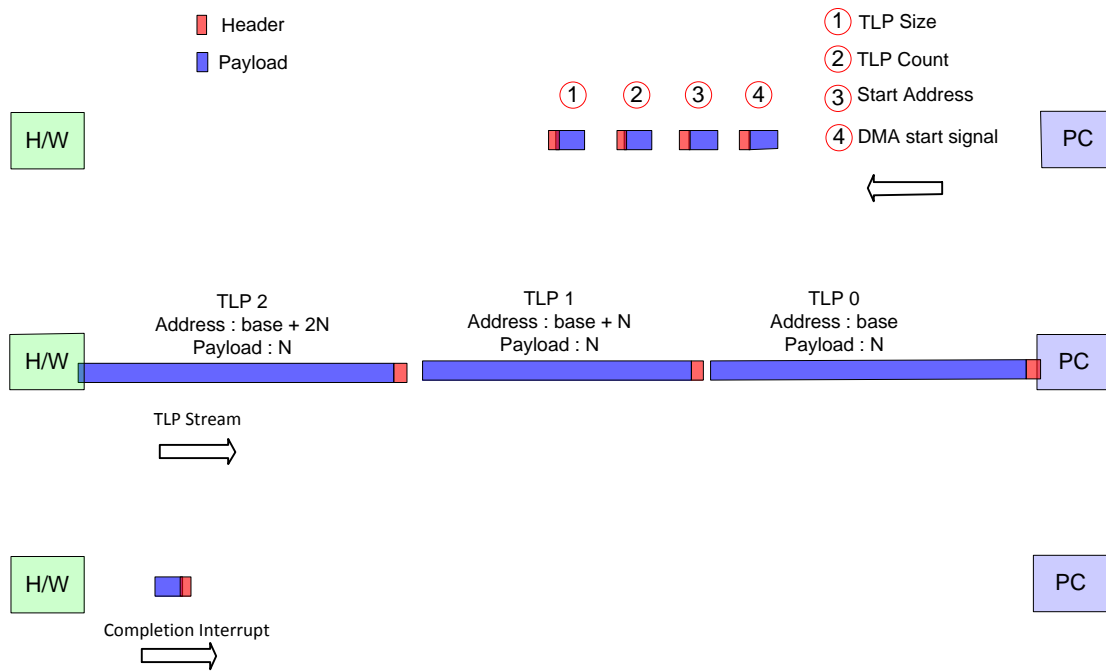 Header
Payload
1 TLP Size
2 TLP Count
3 Start Address
4 DMA start signal
1 2 3 4
H/W
PC
TLP 2
Address : base + 2N
Payload : N
TLP 1
Address : base + N
Payload : N
TLP 0
Address : base
Payload : N
H/W
PC
TLP Stream
H/W
PC
Completion Interrupt